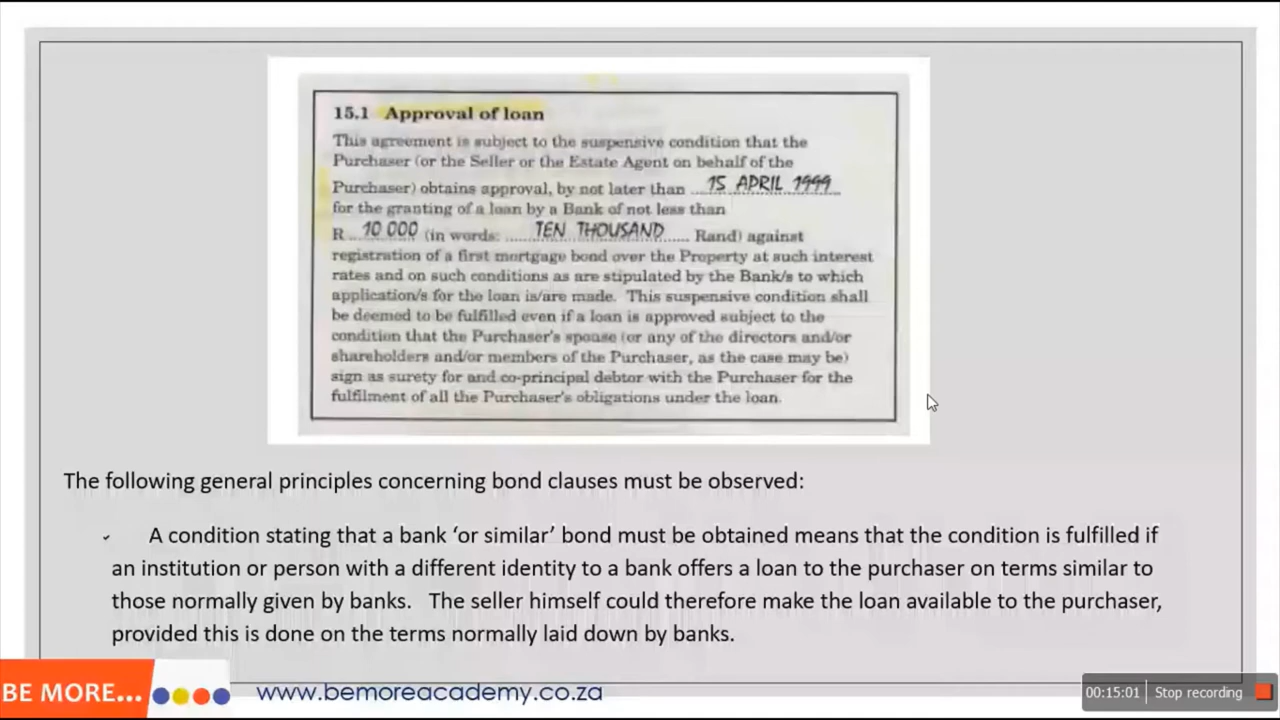 15.1 Approval of loan
This agreement is subject to the suspensive condition that the
Purchaser (or the Seller or the Estate Agent on behalf of the
Purchaser) obtains approval, by not later than 15 APRIL 1999
for the granting of a loan by a Bank of not less than
R 10 000 (in words: TEN THOUSAND Rand) against
registration of a first mortgage bond over the Property at such interest
rates and on such conditions as are stipulated by the Bank/s to which
application/s for the loan is/are made. This suspensive condition shall
be deemed to be fulfilled even if a loan is approved subject to the
condition that the Purchaser's spouse (or any of the directors and/or
shareholders and/or members of the Purchaser, as the case may be)
sign as surety for and co-principal debtor with the Purchaser for the
fulfilment of all the Purchaser's obligations under the loan.
The following general principles concerning bond clauses must be observed:
A condition stating that a bank ‘or similar’ bond must be obtained means that the condition is fulfilled if
an institution or person with a different identity to a bank offers a loan to the purchaser on terms similar to
those normally given by banks. The seller himself could therefore make the loan available to the purchaser,
provided this is done on the terms normally laid down by banks.
BE MORE...
www.bemoreacademy.co.za
00:15:01 Stop recording